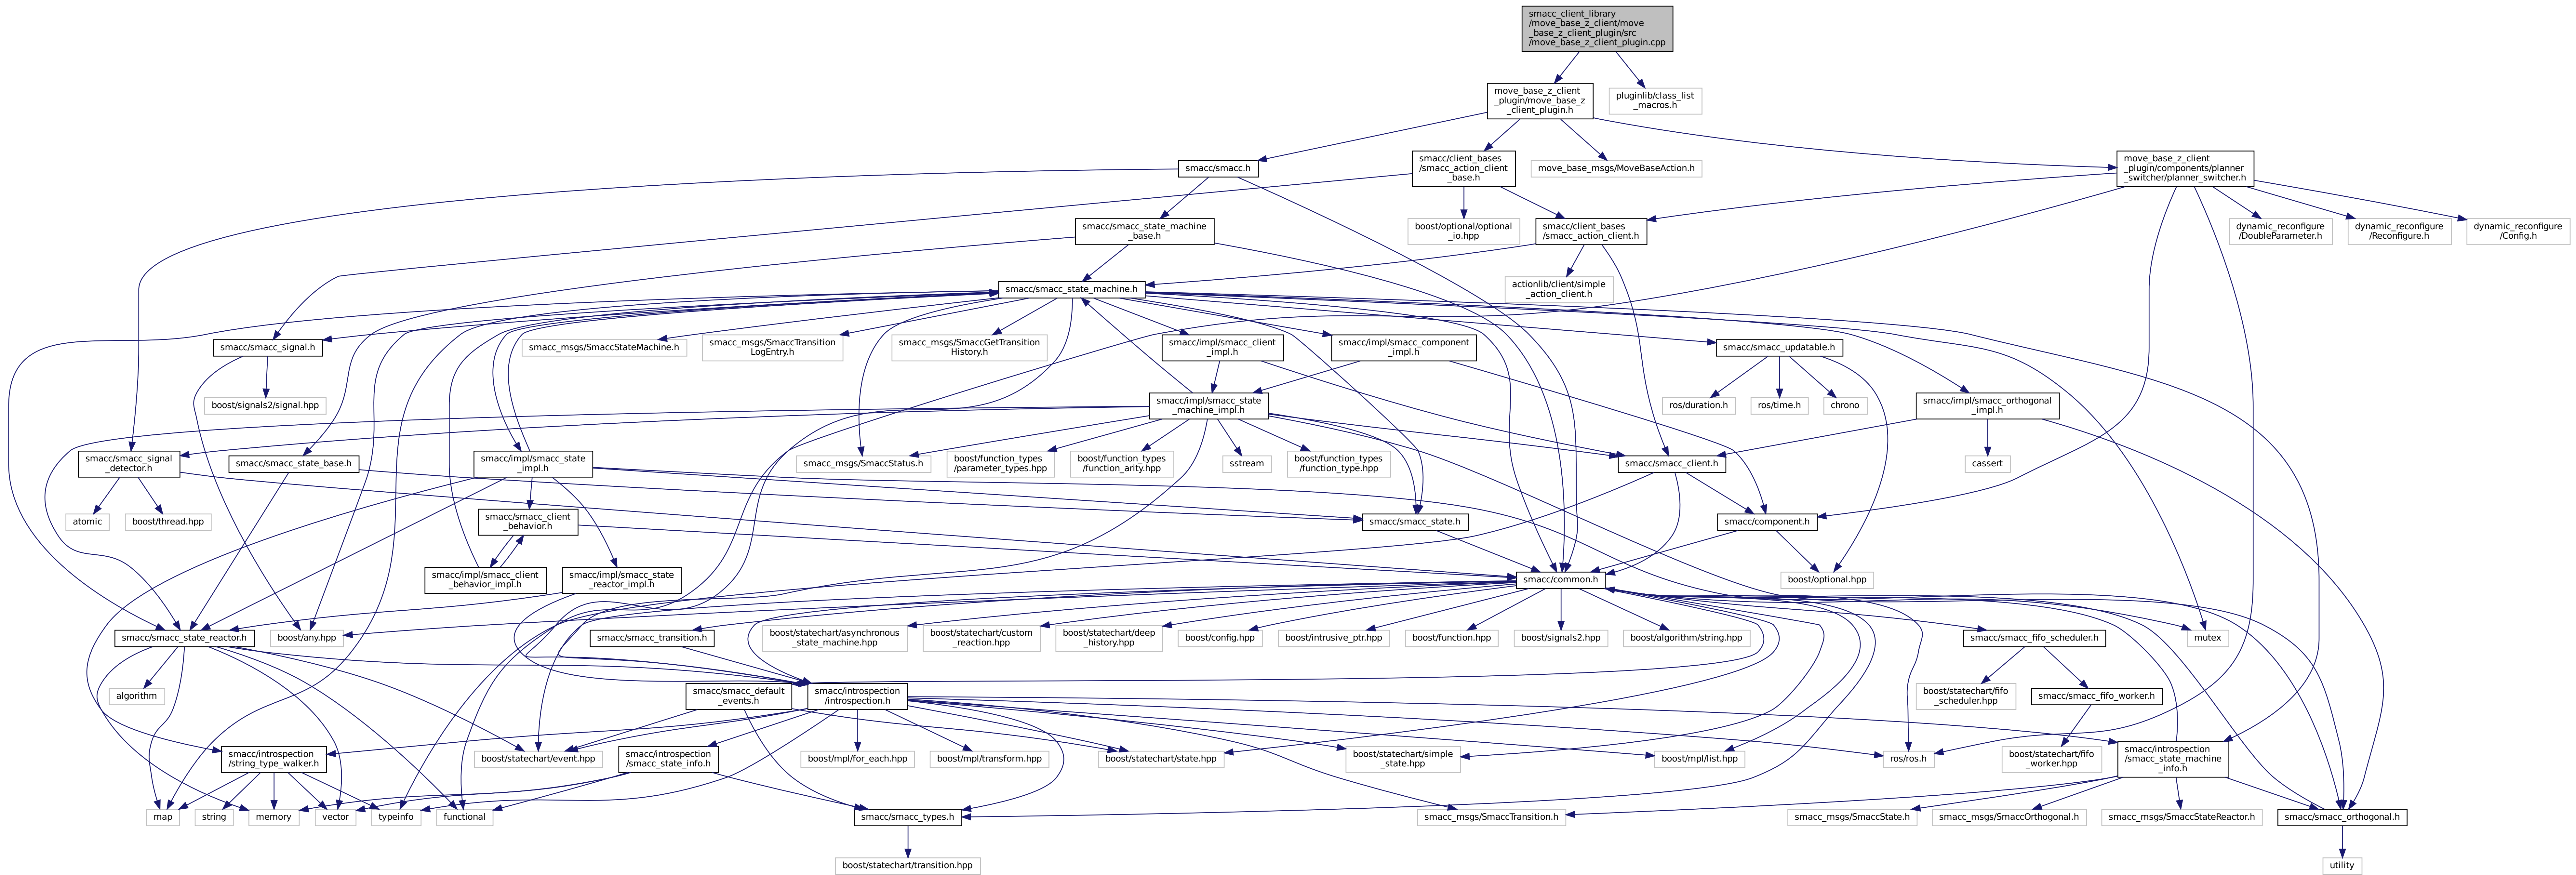 smacc_client_library
/move_base_z_client/move
_base_z_client_plugin/src
/move_base_z_client_plugin.cpp
move_base_z_client
_plugin/move_base_z
_client_plugin.h
pluginlib/class_list
_macros.h
smacc/smacc.h
smacc/client_bases
/smacc_action_client
_base.h
move_base_msgs/MoveBaseAction.h
move_base_z_client
_plugin/components/planner
_switcher/planner_switcher.h
smacc/smacc_state_machine
_base.h
boost/optional/optional
_io.hpp
smacc/client_bases
/smacc_action_client.h
dynamic_reconfigure
/DoubleParameter.h
dynamic_reconfigure
/Reconfigure.h
dynamic_reconfigure
/Config.h
smacc/smacc_state_machine.h
actionlib/client/simple
_action_client.h
smacc/smacc_signal.h
smacc_msgs/SmaccStateMachine.h
smacc_msgs/SmaccTransition
LogEntry.h
smacc_msgs/SmaccGetTransition
History.h
smacc/impl/smacc_client
_impl.h
smacc/impl/smacc_component
_impl.h
smacc/smacc_updatable.h
boost/signals2/signal.hpp
smacc/impl/smacc_state
_machine_impl.h
ros/duration.h
ros/time.h
chrono
smacc/impl/smacc_orthogonal
_impl.h
smacc/smacc_signal
_detector.h
smacc/smacc_state_base.h
smacc/impl/smacc_state
_impl.h
smacc_msgs/SmaccStatus.h
boost/function_types
/parameter_types.hpp
boost/function_types
/function_arity.hpp
sstream
boost/function_types
/function_type.hpp
smacc/smacc_client.h
cassert
atomic
boost/thread.hpp
smacc/smacc_client
_behavior.h
smacc/smacc_state.h
smacc/component.h
smacc/impl/smacc_client
_behavior_impl.h
smacc/impl/smacc_state
_reactor_impl.h
smacc/common.h
boost/optional.hpp
smacc/smacc_state_reactor.h
boost/any.hpp
smacc/smacc_transition.h
boost/statechart/asynchronous
_state_machine.hpp
boost/statechart/custom
_reaction.hpp
boost/statechart/deep
_history.hpp
boost/config.hpp
boost/intrusive_ptr.hpp
boost/function.hpp
boost/signals2.hpp
boost/algorithm/string.hpp
smacc/smacc_fifo_scheduler.h
mutex
algorithm
smacc/smacc_default
_events.h
smacc/introspection
/introspection.h
boost/statechart/fifo
_scheduler.hpp
smacc/smacc_fifo_worker.h
smacc/introspection
/string_type_walker.h
boost/statechart/event.hpp
smacc/introspection
/smacc_state_info.h
boost/mpl/for_each.hpp
boost/mpl/transform.hpp
boost/statechart/state.hpp
boost/statechart/simple
_state.hpp
boost/mpl/list.hpp
ros/ros.h
boost/statechart/fifo
_worker.hpp
smacc/introspection
/smacc_state_machine
_info.h
map
string
memory
vector
typeinfo
functional
smacc/smacc_types.h
smacc_msgs/SmaccTransition.h
smacc_msgs/SmaccState.h
smacc_msgs/SmaccOrthogonal.h
smacc_msgs/SmaccStateReactor.h
smacc/smacc_orthogonal.h
boost/statechart/transition.hpp
utility